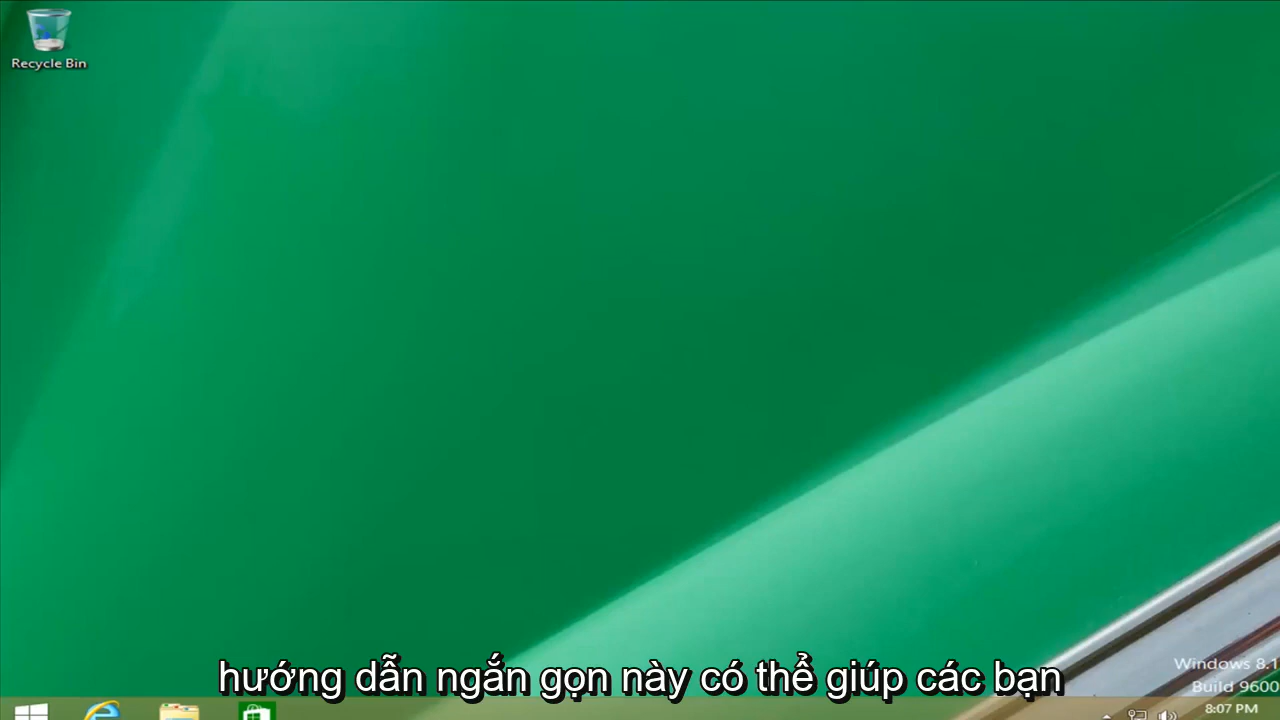 Recycle Bin
hướng dẫn ngắn gọn này có thể giúp các bạn
Windows 8.1
Build 9600
8:07 PM